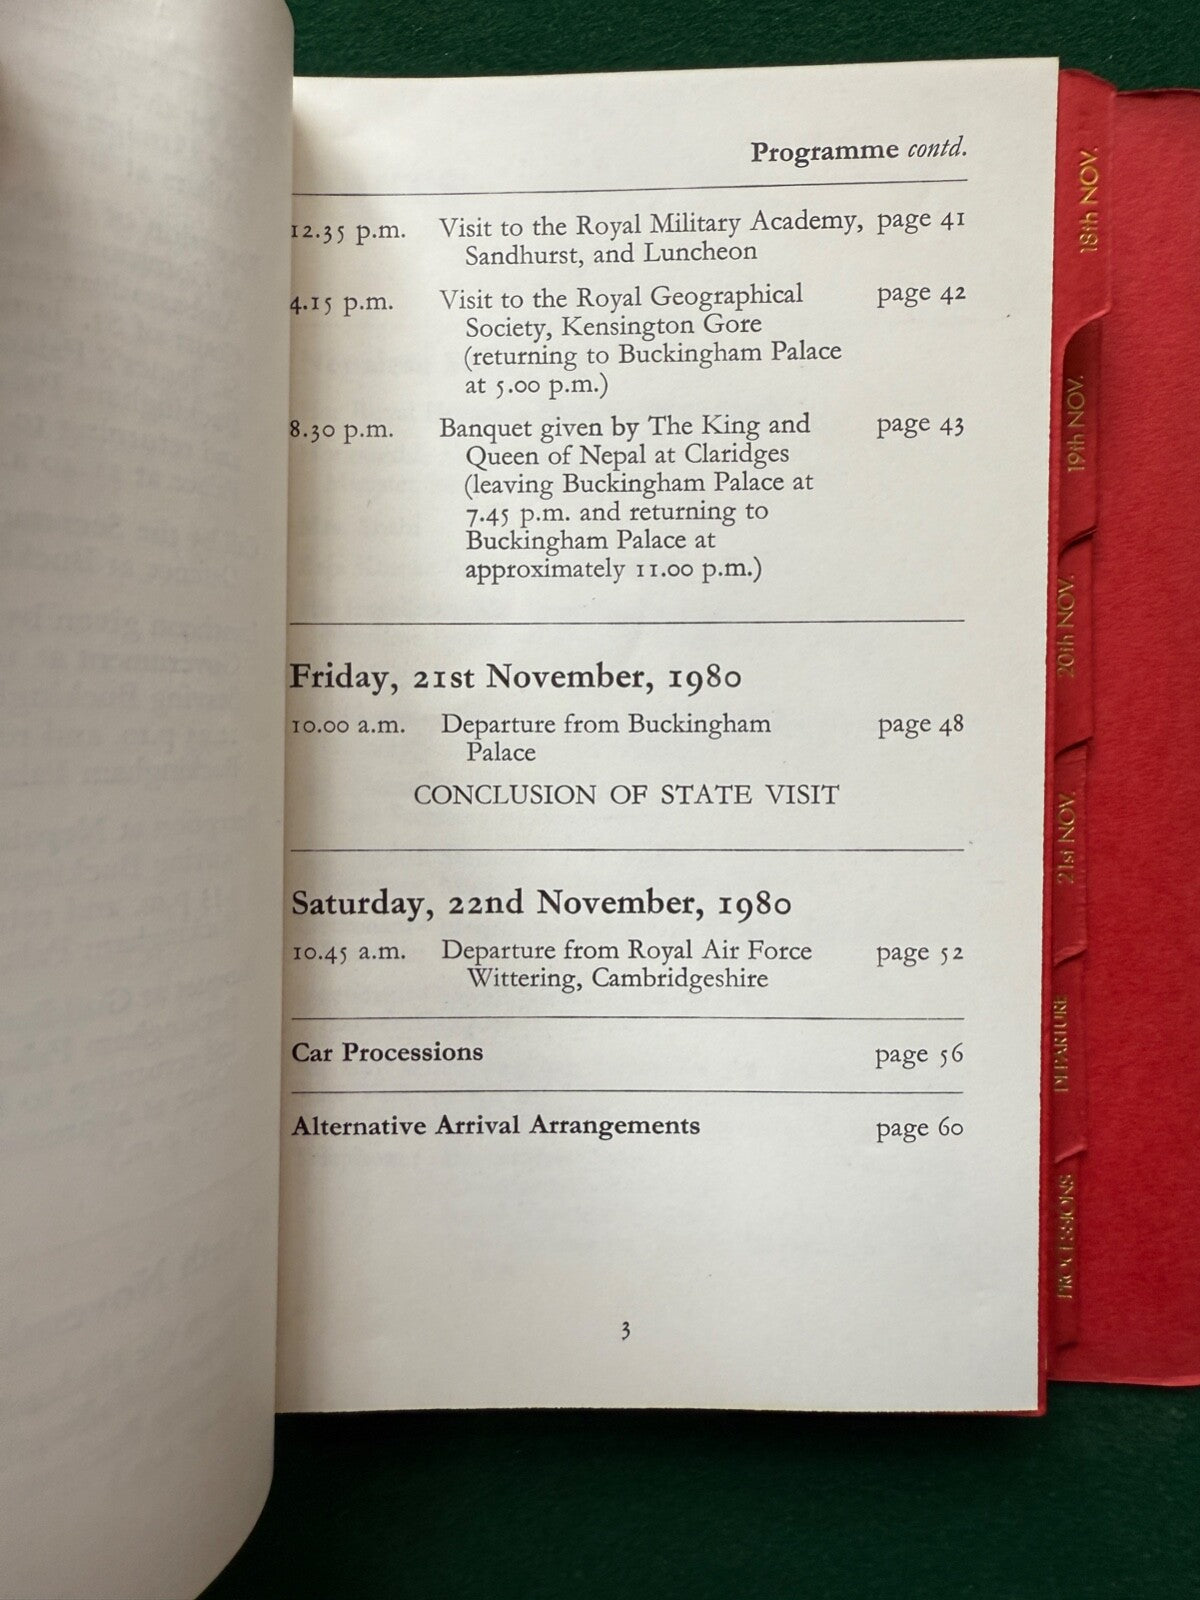 Programme contd.
12.35 p.m. Visit to the Royal Military Academy, page 41
Sandhurst, and Luncheon
4.15 p.m. Visit to the Royal Geographical page 42
Society, Kensington Gore
(returning to Buckingham Palace
at 5.00 p.m.)
8.30 p.m. Banquet given by The King and page 43
Queen of Nepal at Claridges
(leaving Buckingham Palace at
7.45 p.m. and returning to
Buckingham Palace at
approximately 11.00 p.m.)
Friday, 21st November, 1980
10.00 a.m. Departure from Buckingham page 48
Palace
CONCLUSION OF STATE VISIT
Saturday, 22nd November, 1980
10.45 a.m. Departure from Royal Air Force page 52
Wittering, Cambridgeshire
Car Processions page 56
Alternative Arrival Arrangements page 60
3
18th NOV.
19th NOV.
20th NOV.
21st NOV.
DEPARTURE
PROCESSIONS